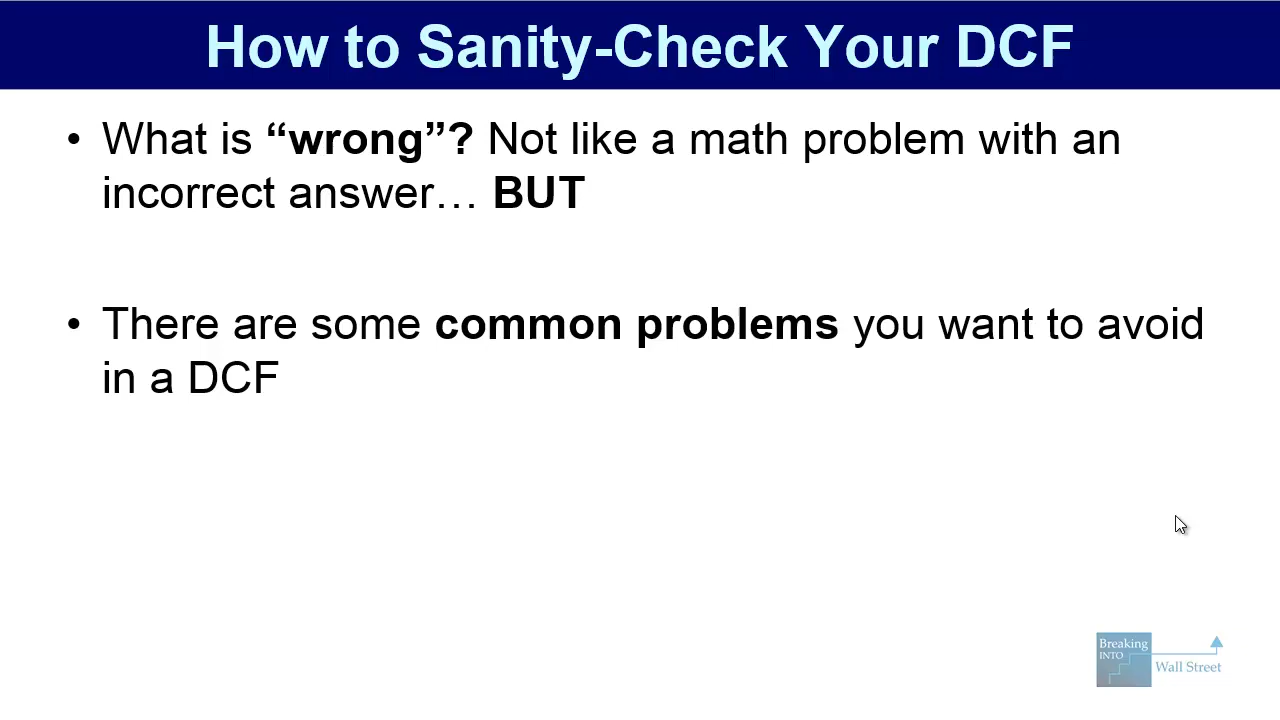 How to Sanity-Check Your DCF
• What is “wrong”? Not like a math problem with an
incorrect answer… BUT
• There are some common problems you want to avoid
in a DCF
Breaking
INTO
Wall Street